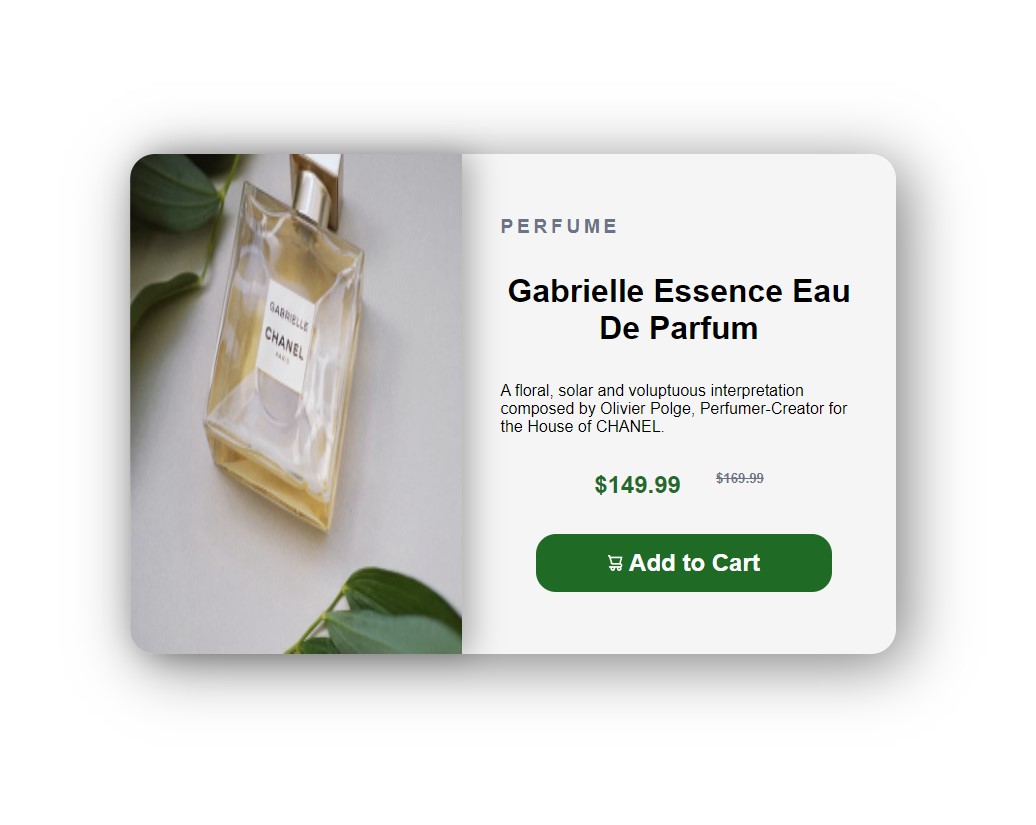 GABRIELLE
CHANEL
PARIS
PERFUME
Gabrielle Essence Eau
De Parfum
A floral, solar and voluptuous interpretation
composed by Olivier Polge, Perfumer-Creator for
the House of CHANEL.
$149.99 $169.99
Add to Cart